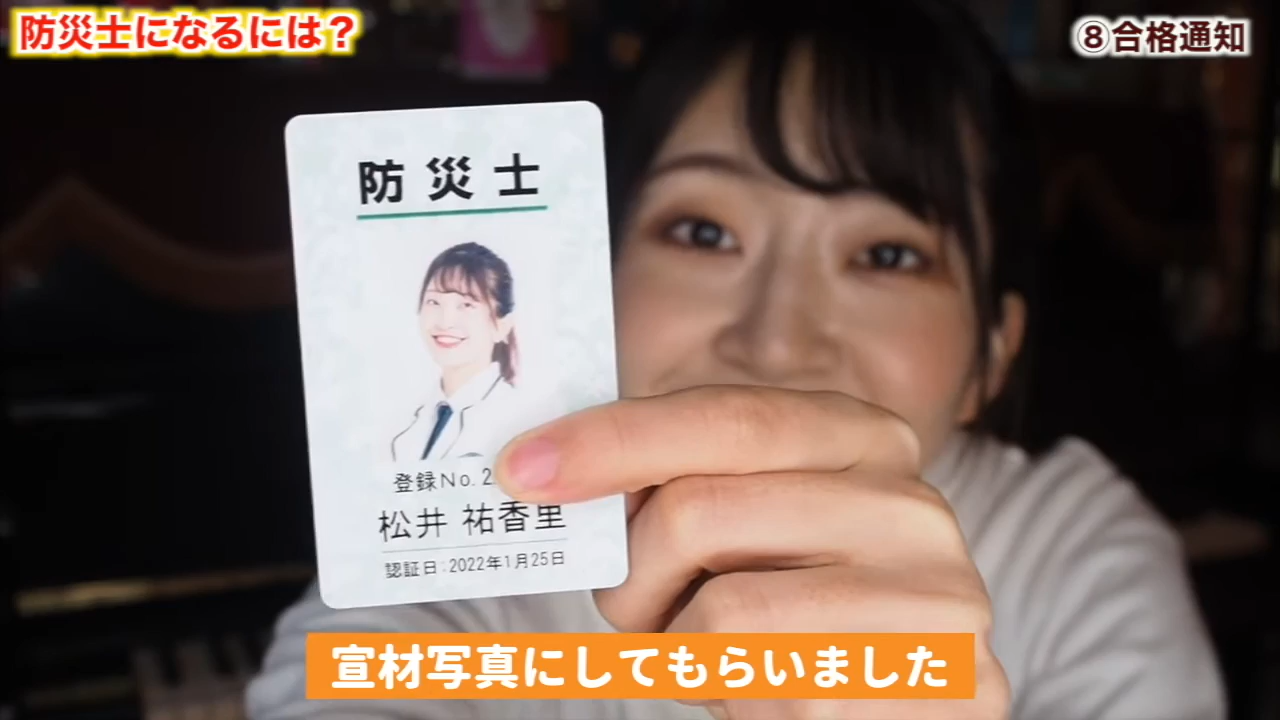 防災士になるには?
⑧合格通知
防災士
登録No.2
松井 祐香里
認証日:2022年1月25日
宣材写真にしてもらいました